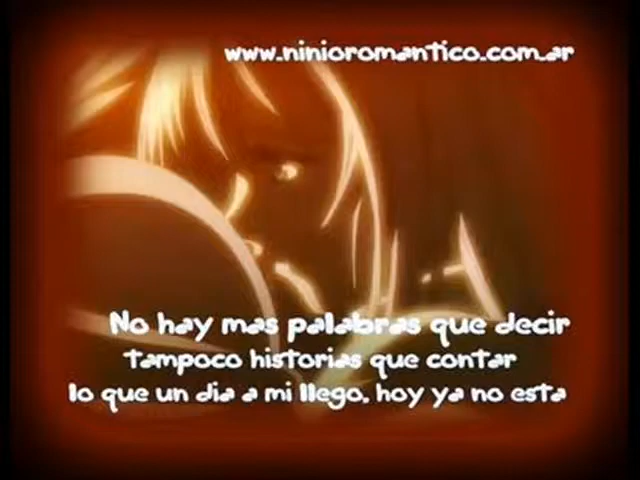 www.ninioromantico.com.ar
No hay mas palabras que decir
tampoco historias que contar
lo que un dia a mi llego, hoy ya no esta